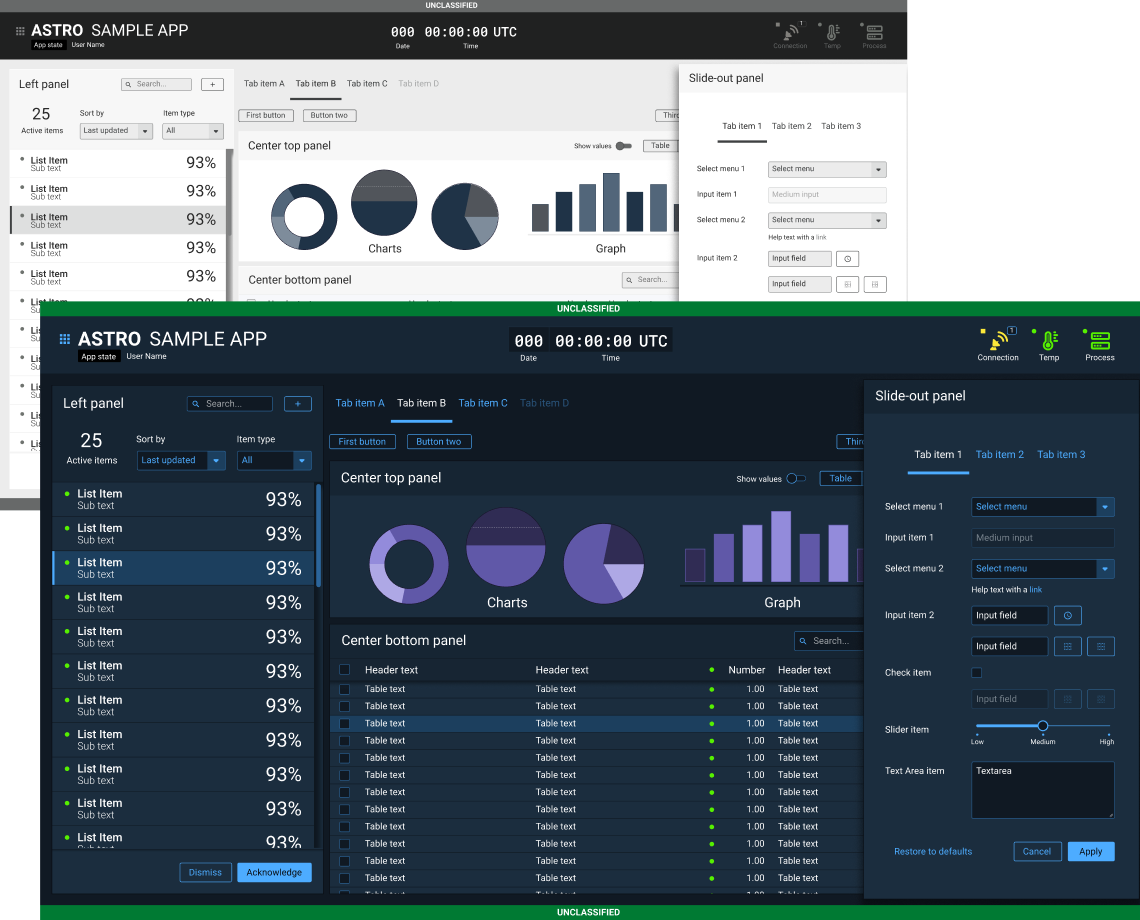 UNCLASSIFIED
ASTRO SAMPLE APP
App state User Name
000 00:00:00 UTC
Date Time
1
Connection Temp Process
Left panel
Search...
+
25
Active items
Sort by
Last updated
Item type
All
List Item
Sub text
93%
List Item
Sub text
93%
List Item
Sub text
93%
List Item
Sub text
93%
List Item
Sub text
93%
Tab item A Tab item B Tab item C Tab item D
First button Button two
Center top panel
Show values
Table
Charts
Graph
Center bottom panel
Search...
Slide-out panel
Tab item 1 Tab item 2 Tab item 3
Select menu 1 Select menu
Input item 1 Medium input
Select menu 2 Select menu
Help text with a link
Input item 2 Input field
Input field
UNCLASSIFIED
ASTRO SAMPLE APP
App state User Name
000 00:00:00 UTC
Date Time
1
Connection Temp Process
Left panel
Search...
+
25
Active items
Sort by
Last updated
Item type
All
List Item
Sub text
93%
List Item
Sub text
93%
List Item
Sub text
93%
List Item
Sub text
93%
List Item
Sub text
93%
List Item
Sub text
93%
List Item
Sub text
93%
List Item
Sub text
93%
List Item
Sub text
93%
List Item
Sub text
93%
List Item
93%
Dismiss Acknowledge
Tab item A Tab item B Tab item C Tab item D
First button Button two
Center top panel
Show values
Table
Charts
Graph
Center bottom panel
Search...
Header text Header text Number Header text
Table text Table text 1.00 Table text
Table text Table text 1.00 Table text
Table text Table text 1.00 Table text
Table text Table text 1.00 Table text
Table text Table text 1.00 Table text
Table text Table text 1.00 Table text
Table text Table text 1.00 Table text
Table text Table text 1.00 Table text
Table text Table text 1.00 Table text
Table text Table text 1.00 Table text
Table text Table text 1.00 Table text
Table text Table text 1.00 Table text
Slide-out panel
Tab item 1 Tab item 2 Tab item 3
Select menu 1 Select menu
Input item 1 Medium input
Select menu 2 Select menu
Help text with a link
Input item 2 Input field
Input field
Check item
Input field
Slider item
Low Medium High
Text Area item Textarea
Restore to defaults Cancel Apply
UNCLASSIFIED